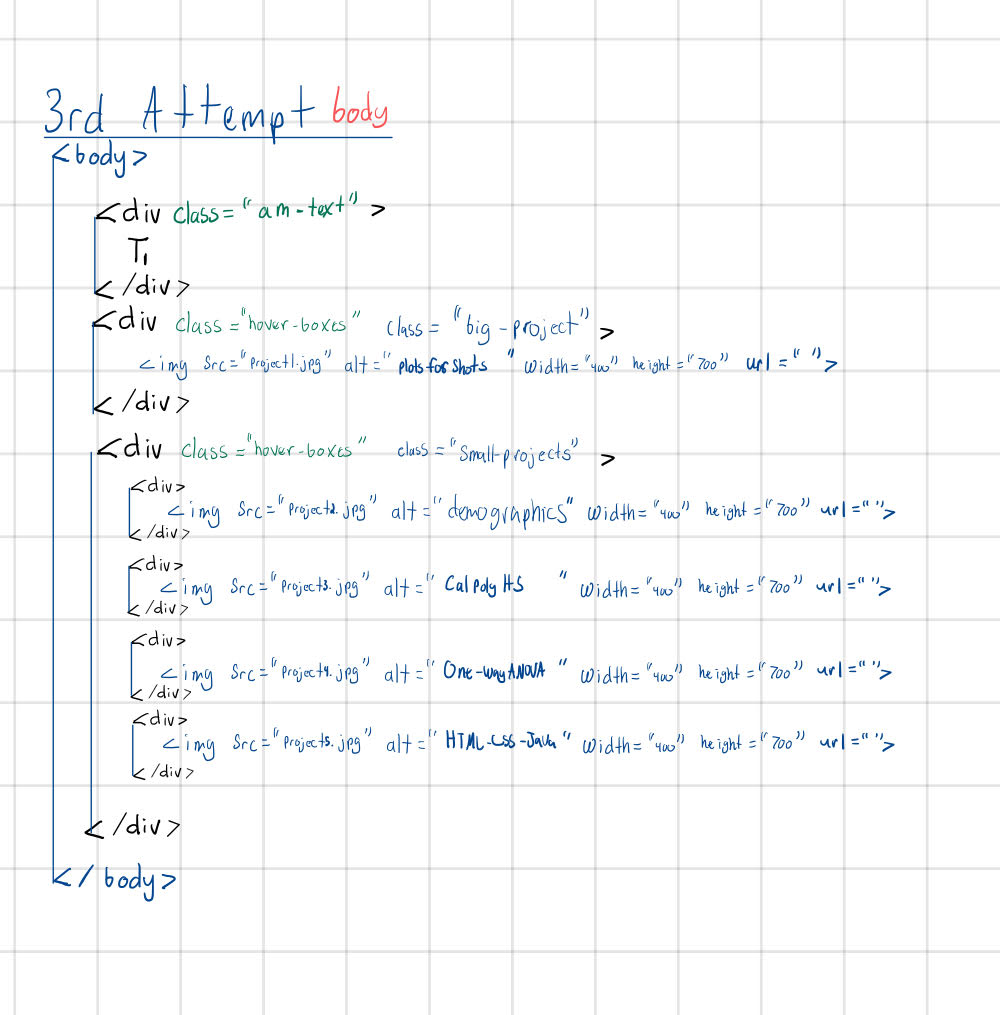 3rd Attempt body
<body>
<div class="am-text">
T1
</div>
<div class="hover-boxes" class="big-project">
<img src="project1.jpg" alt="plots for shots" width="400" height="700" url=" ">
</div>
<div class="hover-boxes" class="small-projects">
<div>
<img src="project2.jpg" alt="demographics" width="400" height="700" url=" ">
</div>
<div>
<img src="project3.jpg" alt="Cal poly HS" width="400" height="700" url=" ">
</div>
<div>
<img src="project4.jpg" alt="One-way ANOVA" width="400" height="700" url=" ">
</div>
<div>
<img src="project5.jpg" alt="HTML-CSS-Java" width="400" height="700" url=" ">
</div>
</div>
</body>